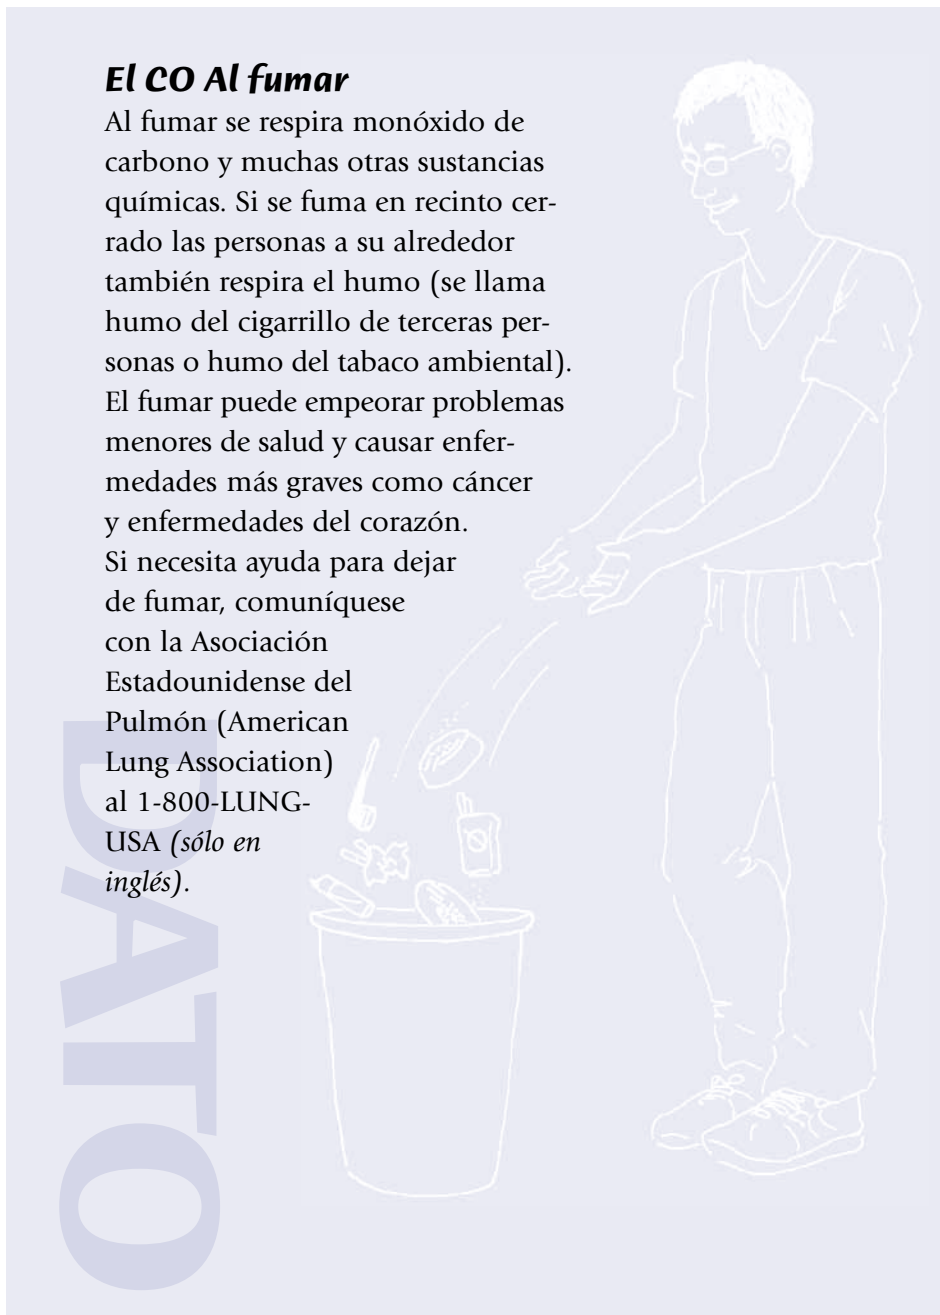 El CO Al fumar
Al fumar se respira monóxido de
carbono y muchas otras sustancias
químicas. Si se fuma en recinto cer-
rado las personas a su alrededor
también respira el humo (se llama
humo del cigarrillo de terceras per-
sonas o humo del tabaco ambiental).
El fumar puede empeorar problemas
menores de salud y causar enfer-
medades más graves como cáncer
y enfermedades del corazón.
Si necesita ayuda para dejar
de fumar, comuníquese
con la Asociación
Estadounidense del
Pulmón (American
Lung Association)
al 1-800-LUNG-
USA (sólo en
inglés).
DATO